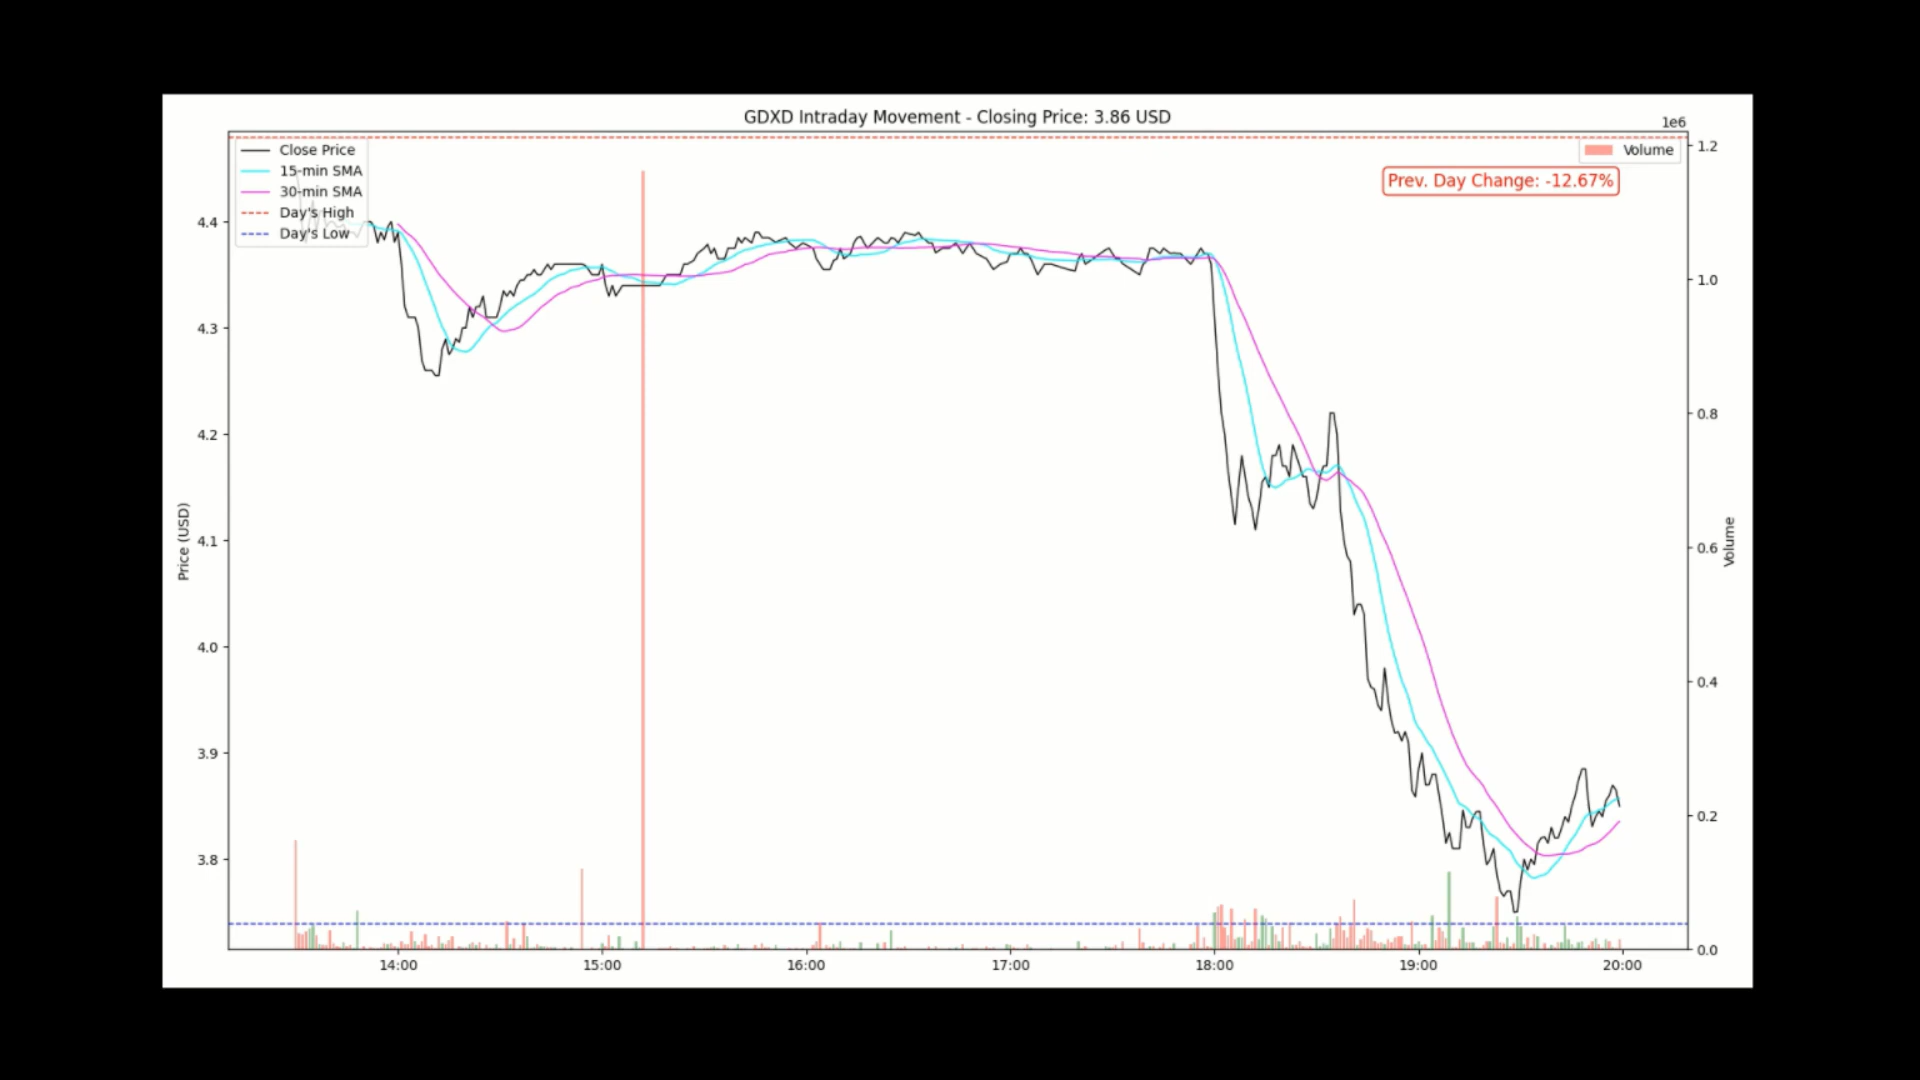 GDXD Intraday Movement - Closing Price: 3.86 USD
1e6
Close Price
15-min SMA
30-min SMA
Day's High
Day's Low
Volume
Prev. Day Change: -12.67%
4.4
4.3
4.2
4.1
4.0
3.9
3.8
Price (USD)
1.2
1.0
0.8
0.6
0.4
0.2
0.0
Volume
14:00
15:00
16:00
17:00
18:00
19:00
20:00